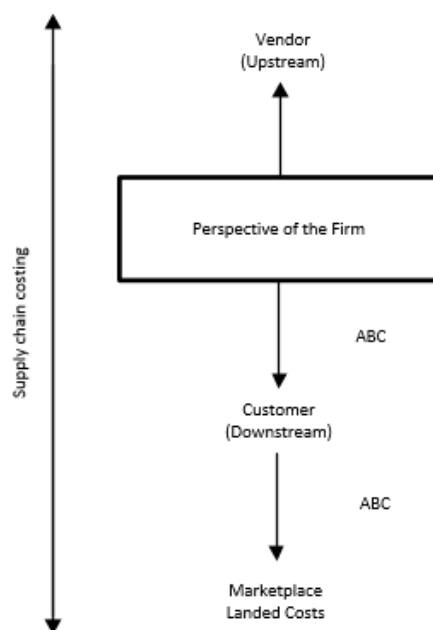 Vendor
(Upstream)
Perspective of the Firm
Supply chain costing
ABC
Customer
(Downstream)
ABC
Marketplace
Landed Costs